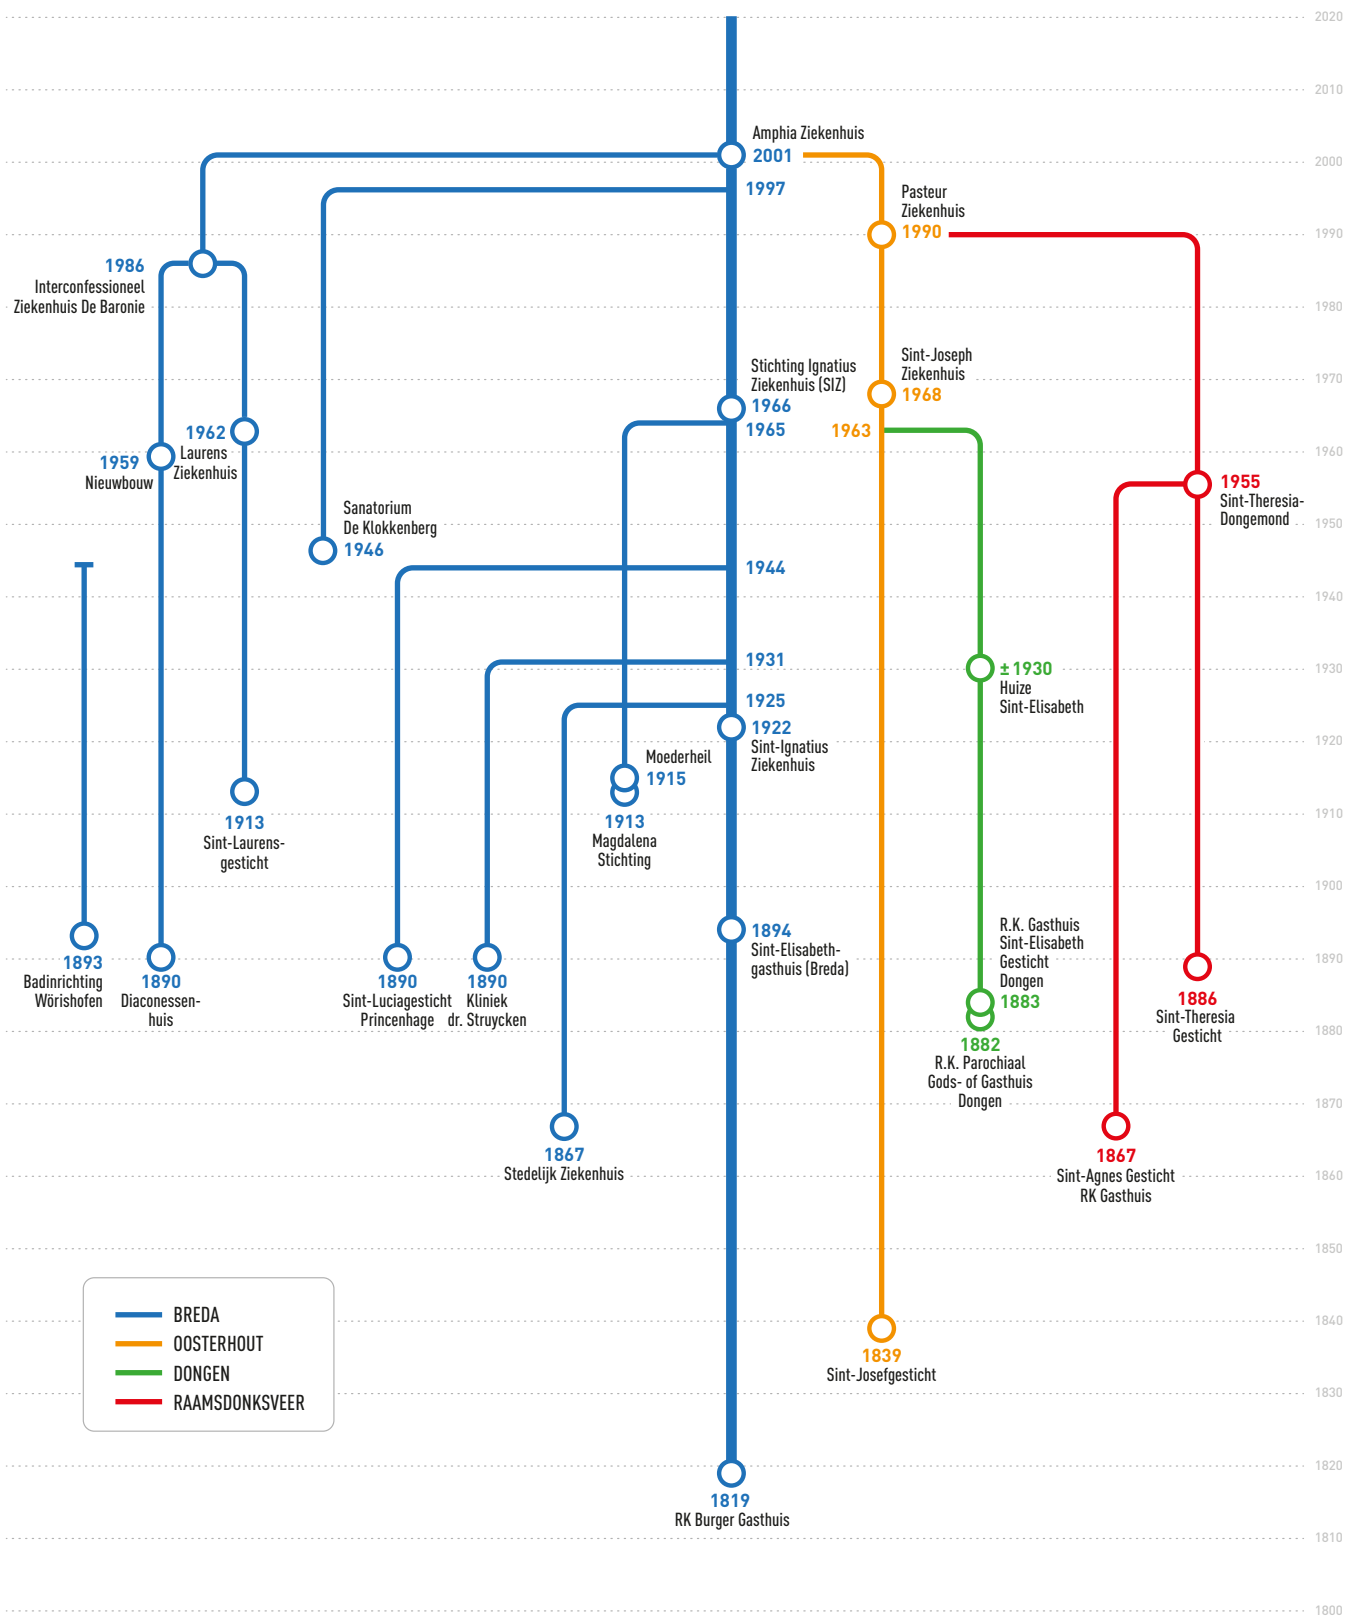 2020
2010
Amphia Ziekenhuis
2001
2000
1997
Pasteur
Ziekenhuis
1990
1990
1986
Interconfessioneel
Ziekenhuis De Baronie
1980
Stichting Ignatius
Ziekenhuis (SIZ)
1966
1965
Sint-Joseph
Ziekenhuis
1968
1970
1963
1962
Laurens
Ziekenhuis
1959
Nieuwbouw
1960
1955
Sint-Theresia-
Dongemond
Sanatorium
De Klokkenberg
1946
1950
1944
1940
1931
±1930
Huize
Sint-Elisabeth
1930
1925
1922
Sint-Ignatius
Ziekenhuis
1920
Moederheil
1915
1913
Magdalena
Stichting
1913
Sint-Laurens-
gesticht
1910
1900
1894
Sint-Elisabeth-
gasthuis (Breda)
R.K. Gasthuis
Sint-Elisabeth
Gesticht
Dongen
1883
1893
Badinrichting
Wörishofen
1890
Diaconessen-
huis
1890
Sint-Luciagesticht
Princenhage
1890
Kliniek
dr. Struycken
1890
1886
Sint-Theresia
Gesticht
1880
1882
R.K. Parochiaal
Gods- of Gasthuis
Dongen
1870
1867
Stedelijk Ziekenhuis
1867
Sint-Agnes Gesticht
RK Gasthuis
1860
1850
BREDA
OOSTERHOUT
DONGEN
RAAMSDONKSVEER
1840
1839
Sint-Josefgesticht
1830
1820
1819
RK Burger Gasthuis
1810
1800